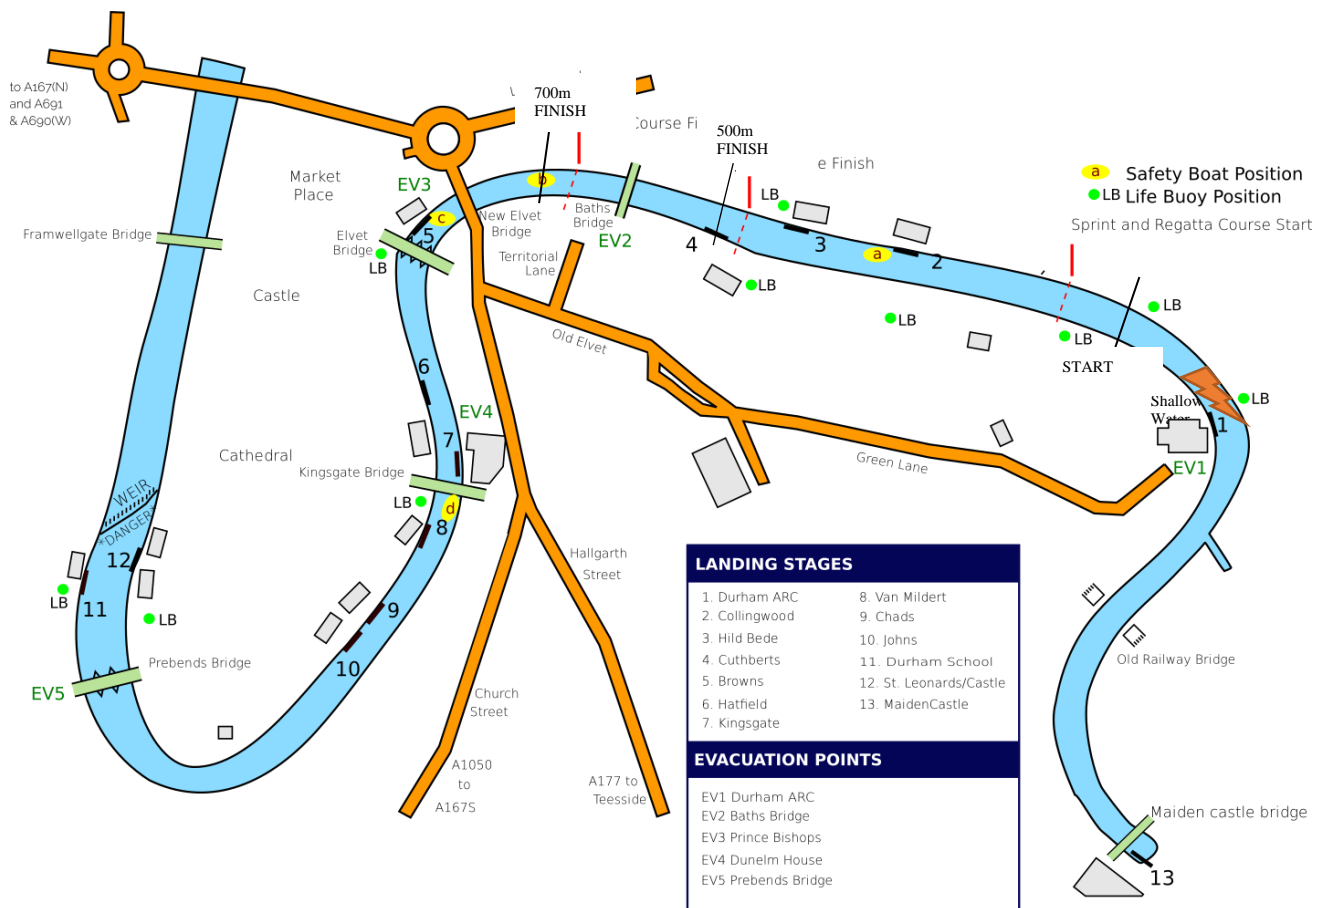 to A167(N)
and A691
& A690(W)
700m
FINISH
Course Fi
500m
FINISH
e Finish
a Safety Boat Position
LB Life Buoy Position
Sprint and Regatta Course Start
Market
Place
EV3
b
c
5
New Elvet
Bridge
Baths
Bridge
EV2
Framwellgate Bridge
Elvet
Bridge
LB
Territorial
Lane
4
LB
3
a
2
LB
LB
LB
LB
START
Castle
Old Elvet
6
EV4
7
Shallow
Water
LB
1
EV1
Cathedral
Kingsgate Bridge
LB
d
8
Green Lane
WEIR
*DANGER*
12
LB
11
LB
Hallgarth
Street
9
10
Prebends Bridge
EV5
Church
Street
A1050
to
A167S
A177 to
Teesside
Old Railway Bridge
Maiden castle bridge
13
LANDING STAGES
1. Durham ARC
2. Collingwood
3. Hild Bede
4. Cuthberts
5. Browns
6. Hatfield
7. Kingsgate
8. Van Mildert
9. Chads
10. Johns
11. Durham School
12. St. Leonards/Castle
13. MaidenCastle
EVACUATION POINTS
EV1 Durham ARC
EV2 Baths Bridge
EV3 Prince Bishops
EV4 Dunelm House
EV5 Prebends Bridge